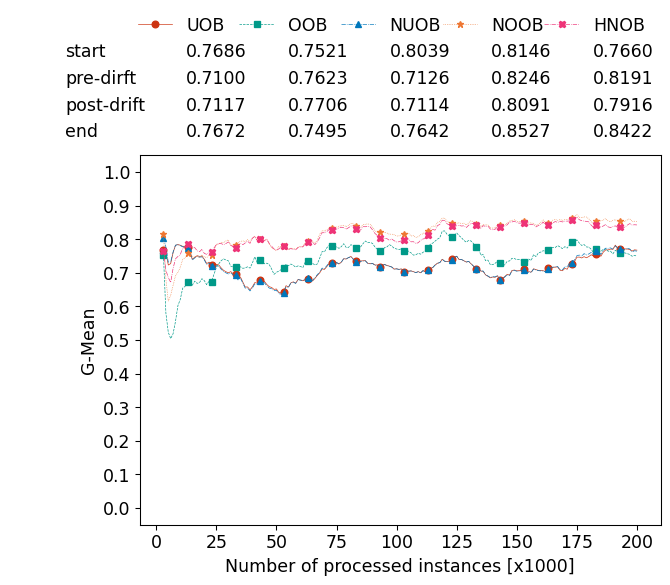 UOB OOB NUOB NOOB HNOB
start 0.7686 0.7521 0.8039 0.8146 0.7660
pre-dirft 0.7100 0.7623 0.7126 0.8246 0.8191
post-drift 0.7117 0.7706 0.7114 0.8091 0.7916
end 0.7672 0.7495 0.7642 0.8527 0.8422
1.0
0.9
0.8
0.7
0.6
0.5
0.4
0.3
0.2
0.1
0.0
G-Mean
0 25 50 75 100 125 150 175 200
Number of processed instances [x1000]